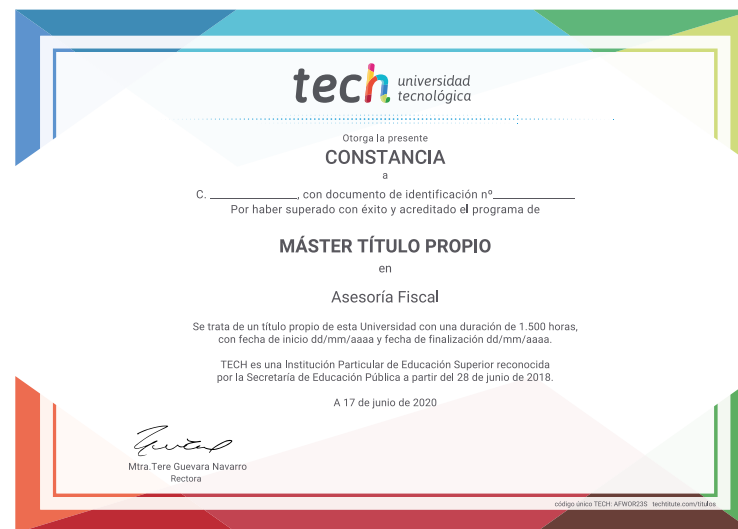 tech universidad
tecnológica
Otorga la presente
CONSTANCIA
a
C. ______________, con documento de identificación nº_____________
Por haber superado con éxito y acreditado el programa de
MÁSTER TÍTULO PROPIO
en
Asesoría Fiscal
Se trata de un título propio de esta Universidad con una duración de 1.500 horas,
con fecha de inicio dd/mm/aaaa y fecha de finalización dd/mm/aaaa.
TECH es una Institución Particular de Educación Superior reconocida
por la Secretaría de Educación Pública a partir del 28 de junio de 2018.
A 17 de junio de 2020
Mtra.Tere Guevara Navarro
Rectora
código único TECH: AFWOR23S techtitute.com/títulos